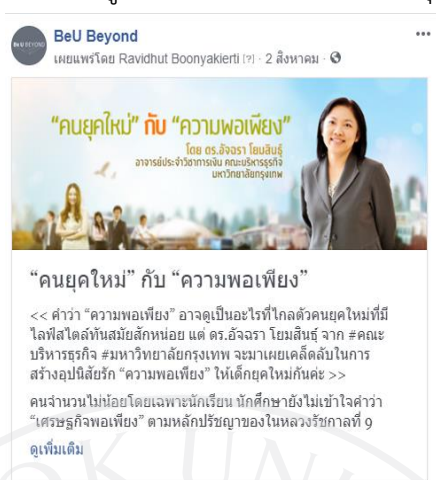 BeU Beyond
เผยแพร่โดย Ravidhut Boonyakierti [?] · 2 สิงหาคม ·
"คนยุคใหม่" กับ "ความพอเพียง"
โดย ดร.อัจฉรา โยมสินธุ์
อาจารย์ประจำวิชาการเงิน คณะบริหารธุรกิจ
มหาวิทยาลัยกรุงเทพ
"คนยุคใหม่" กับ "ความพอเพียง"
<< คำว่า "ความพอเพียง" อาจดูเป็นอะไรที่ไกลตัวคนยุคใหม่ที่มี
ไลฟ์สไตล์ทันสมัยสักหน่อย แต่ ดร.อัจฉรา โยมสินธุ์ จาก #คณะ
บริหารธุรกิจ #มหาวิทยาลัยกรุงเทพ จะมาเผยเคล็ดลับในการ
สร้างอุปนิสัยรัก "ความพอเพียง" ให้เด็กยุคใหม่กันค่ะ >>
คนจำนวนไม่น้อยโดยเฉพาะนักเรียน นักศึกษายังไม่เข้าใจคำว่า
"เศรษฐกิจพอเพียง" ตามหลักปรัชญาของในหลวงรัชกาลที่ 9
ดูเพิ่มเติม